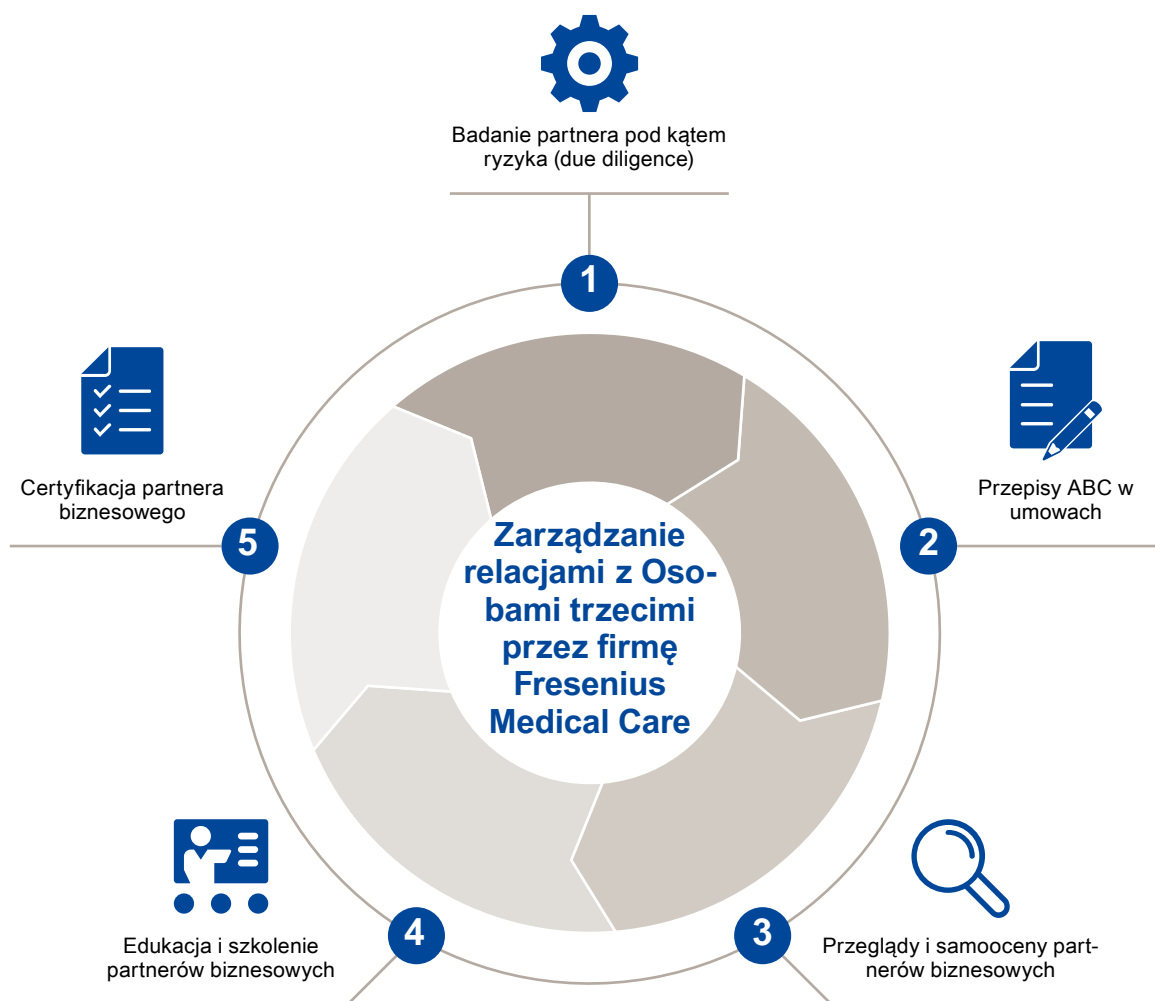 Badanie partnera pod kątem
ryzyka (due diligence)
1
Przepisy ABC w
umowach
2
Przeglądy i samooceny part-
nerów biznesowych
3
Edukacja i szkolenie
partnerów biznesowych
4
Certyfikacja partnera
biznesowego
5
Zarządzanie
relacjami z Oso-
bami trzecimi
przez firmę
Fresenius
Medical Care